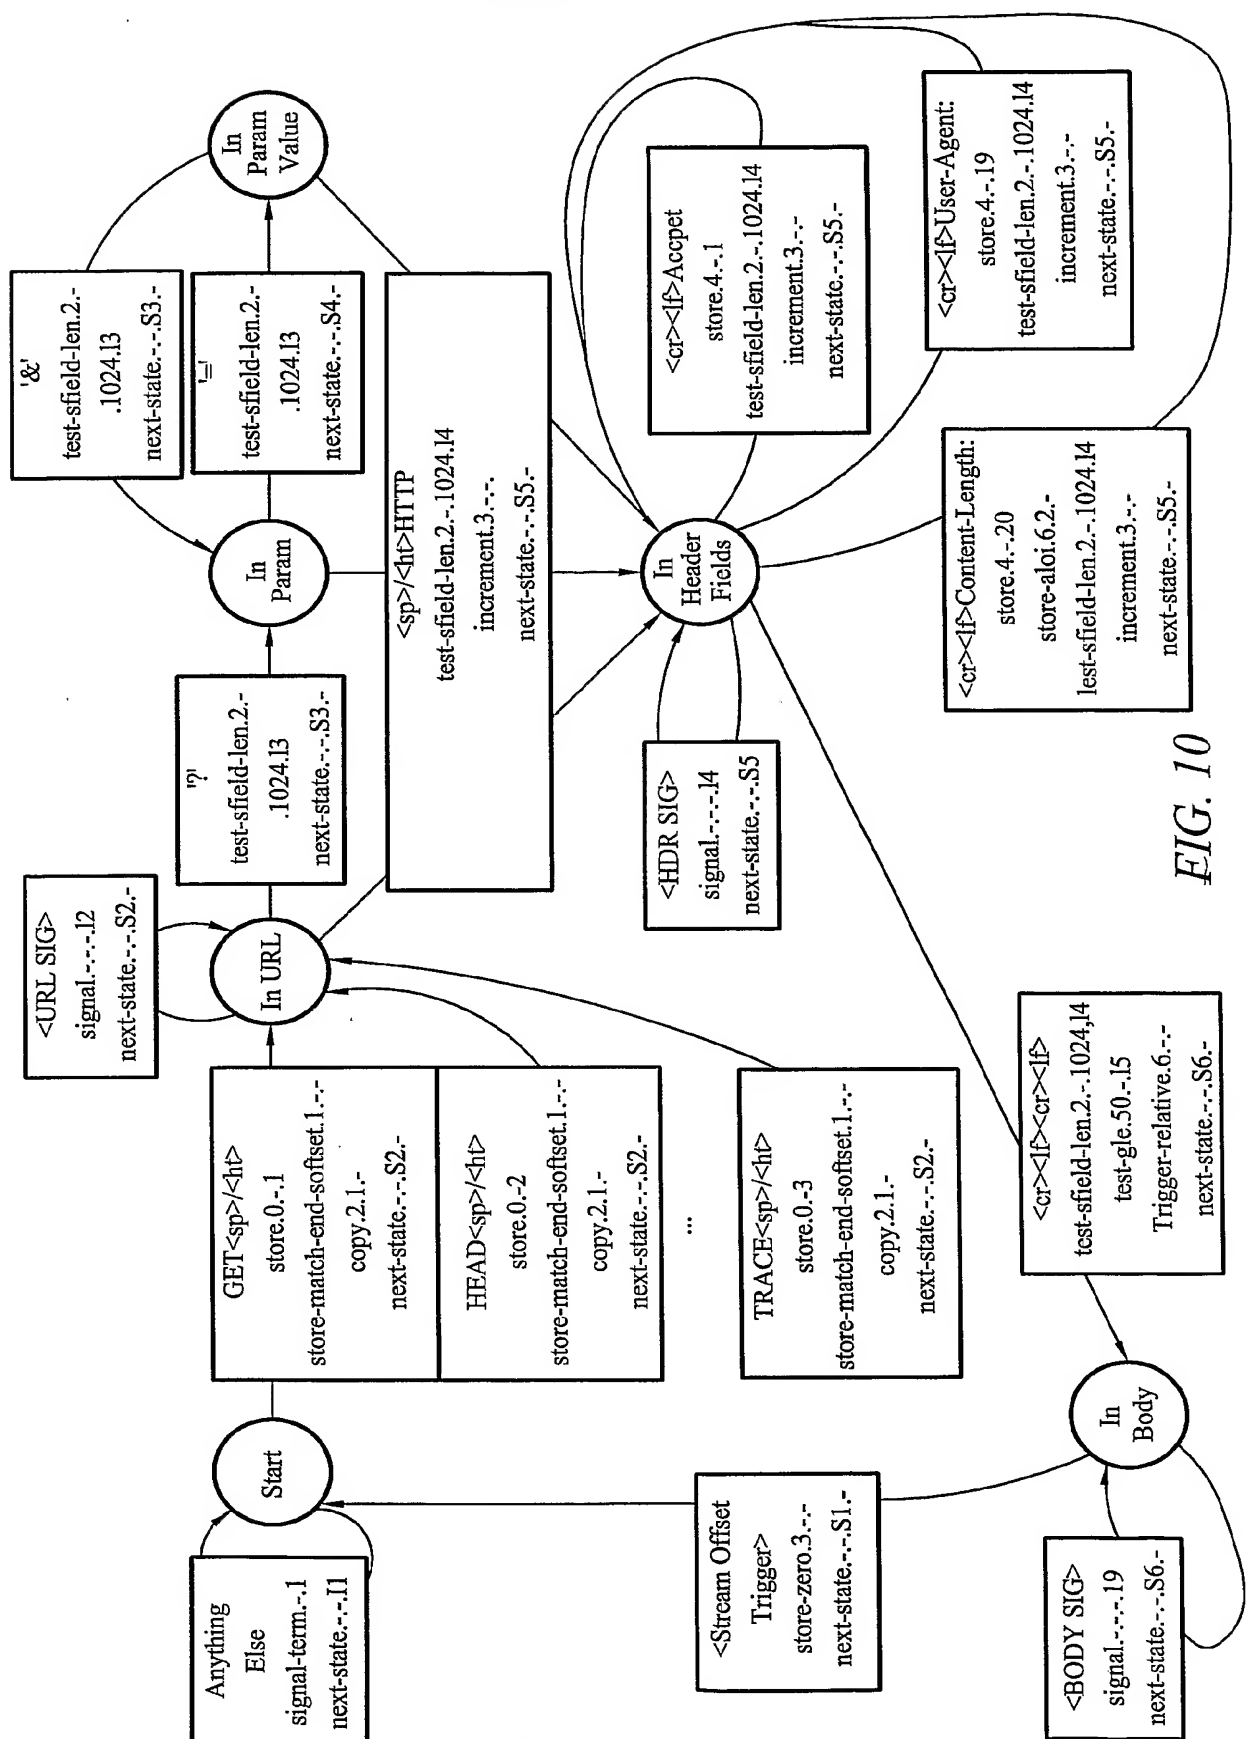 Anything
Else
signal-term.-.1
next-state.-.-.I1
Start
GET<sp>/<ht>
store.0.-.1
store-match-end-softset.1.-.-
copy.2.1.-
next-state.-.-.S2.-
HEAD<sp>/<ht>
store.0.-2
store-match-end-softset.1.-.-
copy.2.1.-
next-state.-.-.S2.-
...
TRACE<sp>/<ht>
store.0.-3
store-match-end-softset.1.-.-
copy.2.1.-
next-state.-.-.S2.-
<URL SIG>
signal.-.-.-.12
next-state.-.-.S2.-
In URL
'?'
test-sfield-len.2.-
.1024.13
next-state.-.-.S3.-
In
Param
'&'
test-sfield-len.2.-
.1024.13
next-state.-.-.S3.-
'='
test-sfield-len.2.-
.1024.13
next-state.-.-.S4.-
In
Param
Value
<sp>/<ht>HTTP
test-sfield-len.2.-.1024.14
increment.3.-.-.
next-state.-.-.S5.-
<HDR SIG>
signal.-.-.-.14
next-state.-.-.S5
In
Header
Fields
<cr><lf>Accpet
store.4.-.1
test-sfield-len.2.-.1024.14
increment.3.-.-
next-state.-.-.S5.-
<cr><lf>User-Agent:
store.4.-.19
test-sfield-len.2.-.1024.14
increment.3.-.-
next-state.-.-.S5.-
<cr><lf>Content-Length:
store.4.-.20
store-aloi.6.2.-
lest-sfield-len.2.-.1024.14
increment.3.-.-
next-state.-.-.S5.-
<Stream Offset
Trigger>
store-zero.3.-.-
next-state.-.-.S1.-
<cr><lf><cr><lf>
test-sfield-len.2.-.1024,14
test-gle.50.-.15
Trigger-relative.6.-.-
next-state.-.-.S6.-
In
Body
<BODY SIG>
signal.-.-.-.19
next-state.-.-.S6.-
FIG. 10